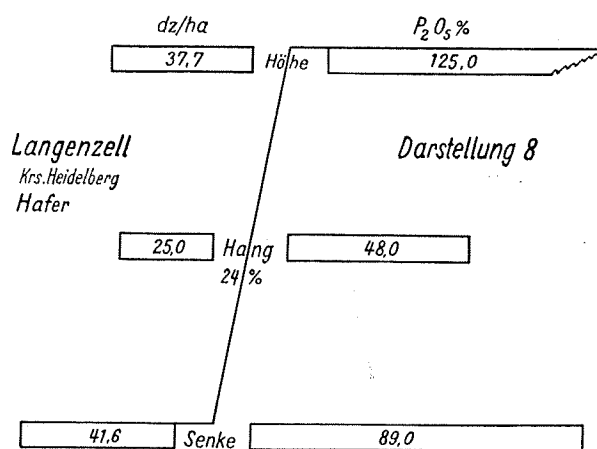 dz/ha P₂O₅%
37,7 Höhe 125,0
Langenzell
Krs. Heidelberg
Hafer
Darstellung 8
25,0 Hang 48,0
24 %
41,6 Senke 89,0